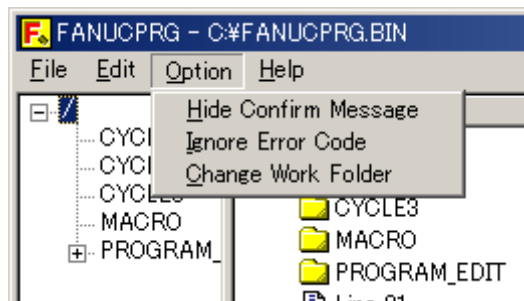 FANUCPRG - C:¥FANUCPRG.BIN
File Edit Option Help
Hide Confirm Message
Ignore Error Code
Change Work Folder
/
MACRO
PROGRAM_
CYCLE3
MACRO
PROGRAM_EDIT